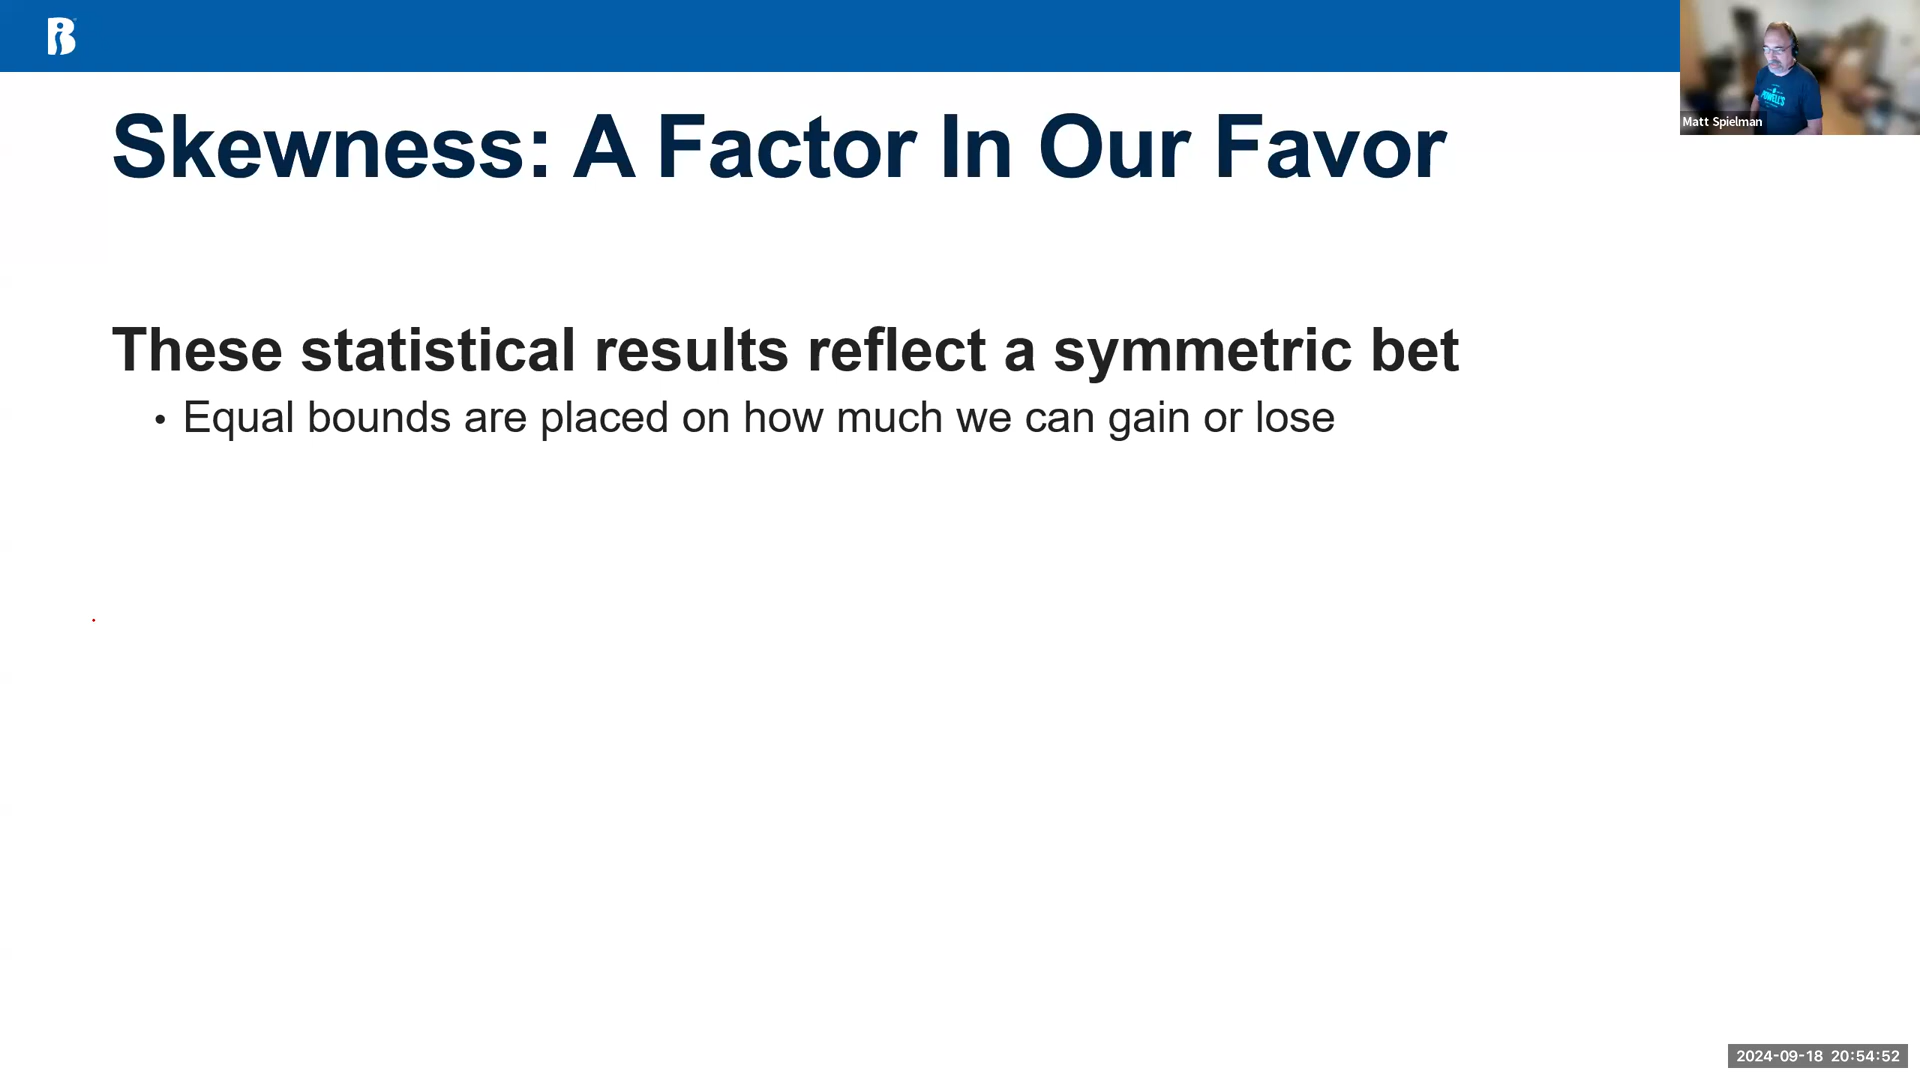 Skewness: A Factor In Our Favor
POWELL'S
Matt Spielman
These statistical results reflect a symmetric bet
• Equal bounds are placed on how much we can gain or lose
2024-09-18 20:54:52